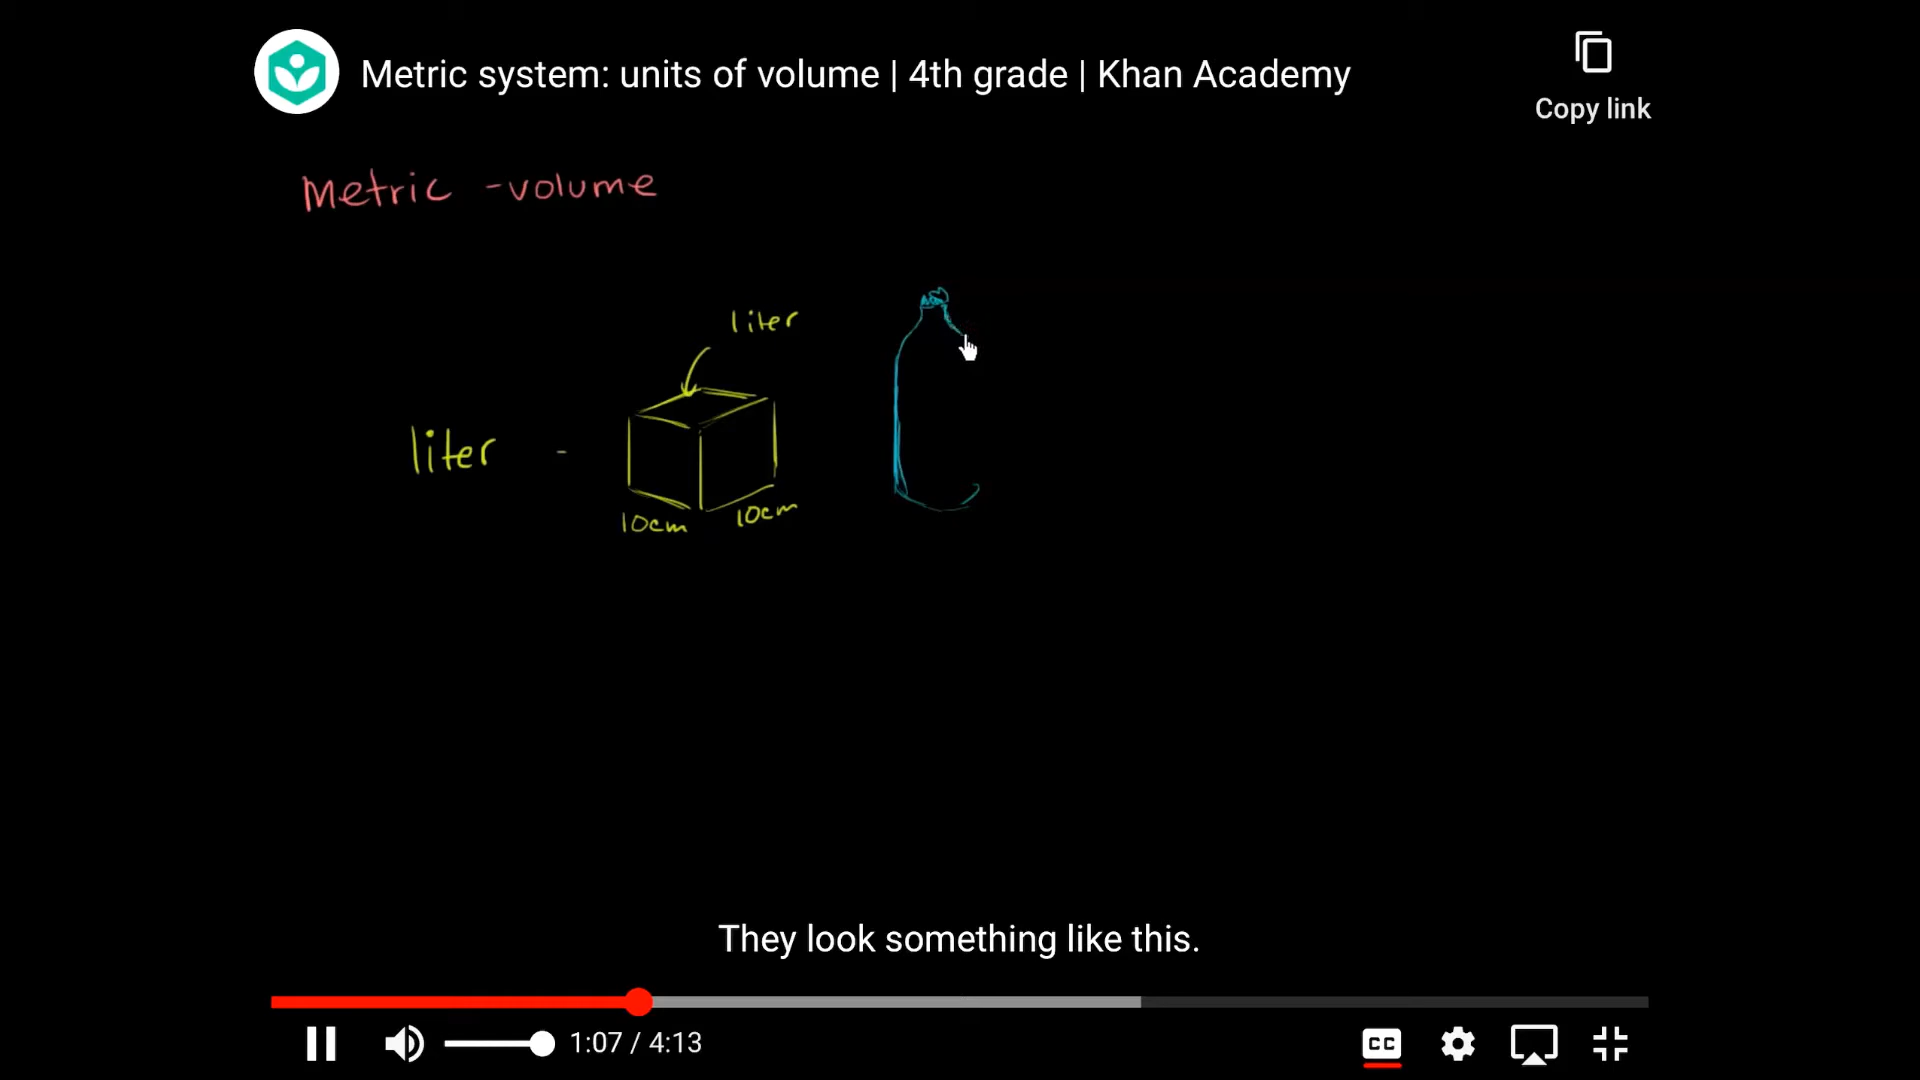 Metric system: units of volume | 4th grade | Khan Academy
Copy link
Metric - volume
liter
liter -
10cm 10cm
They look something like this.
1:07 / 4:13
CC